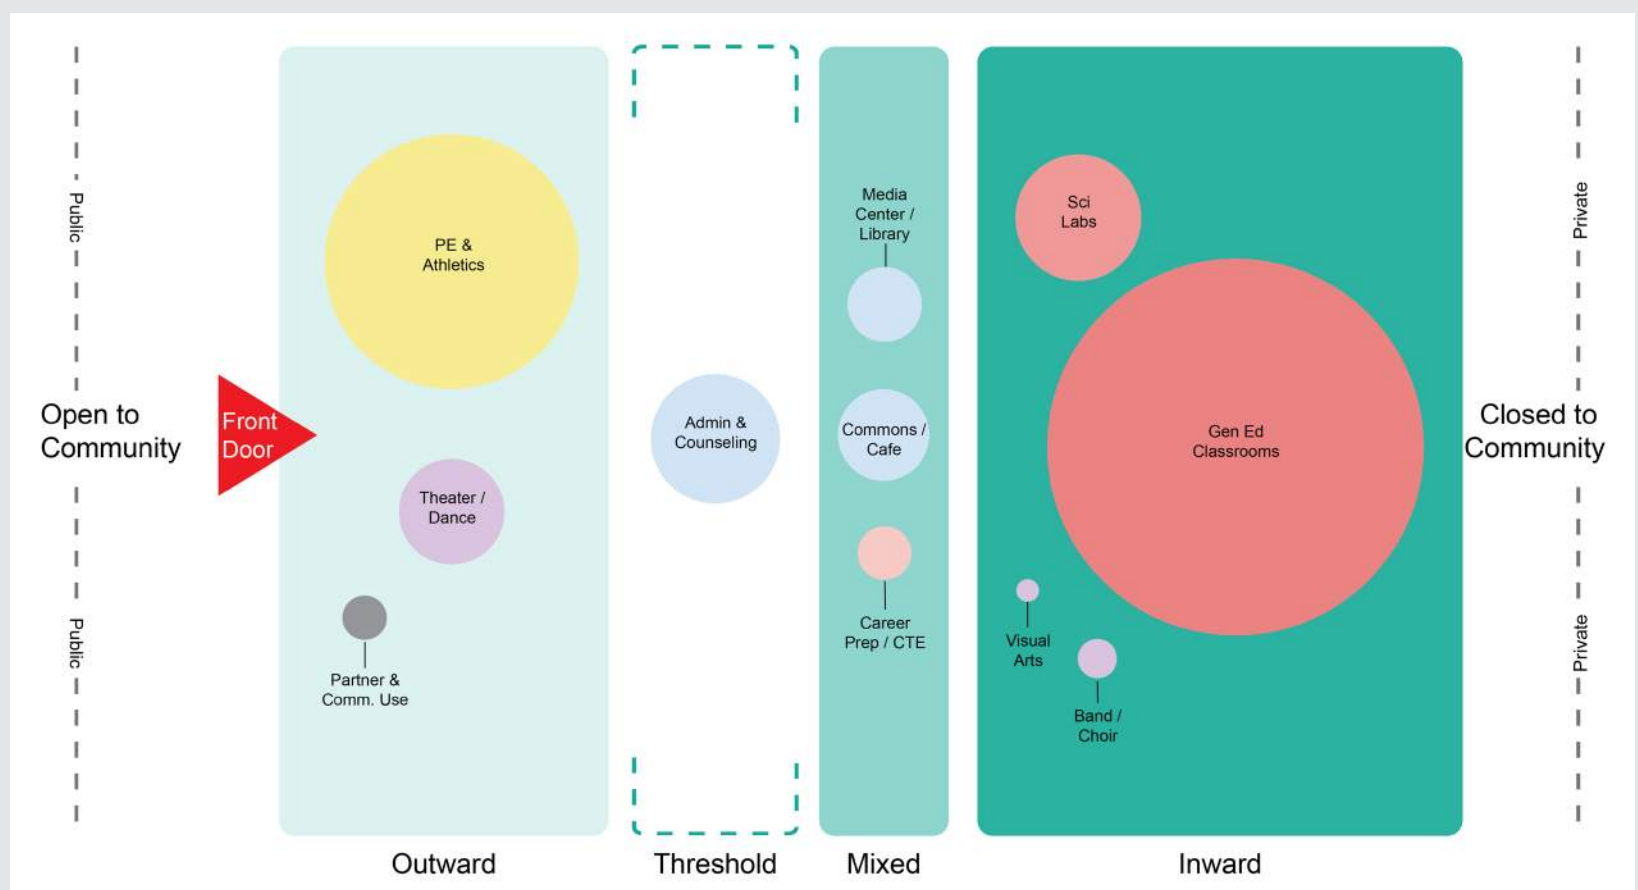 Public
Public
Open to
Community
Front
Door
PE &
Athletics
Theater /
Dance
Partner &
Comm. Use
Outward
Admin &
Counseling
Threshold
Media
Center /
Library
Commons /
Cafe
Career
Prep / CTE
Mixed
Sci
Labs
Gen Ed
Classrooms
Visual
Arts
Band /
Choir
Inward
Private
Closed to
Community
Private